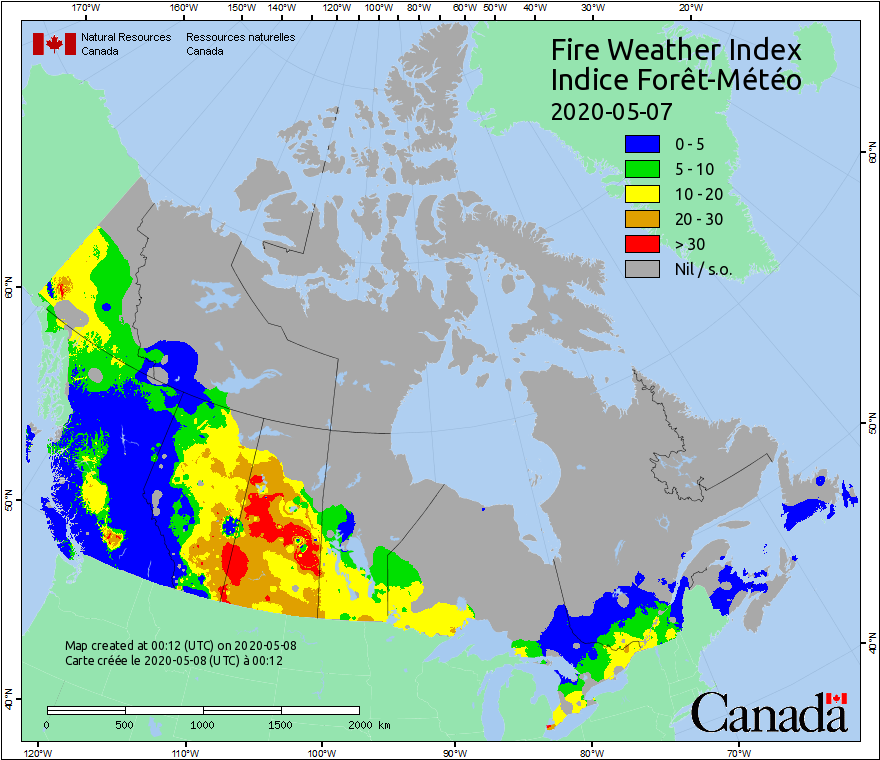 170°W 160°W 150°W 140°W 120°W 100°W 80°W 60°W 50°W 40°W 30°W 20°W
Natural Resources Ressources naturelles
Canada Canada
Fire Weather Index
Indice Forêt-Météo
2020-05-07
0 - 5
5 - 10
10 - 20
20 - 30
> 30
Nil / s.o.
60°N 60°N
50°N 50°N
40°N 40°N
Map created at 00:12 (UTC) on 2020-05-08
Carte créée le 2020-05-08 (UTC) à 00:12
0 500 1000 1500 2000 km
Canada
120°W 110°W 100°W 90°W 80°W 70°W